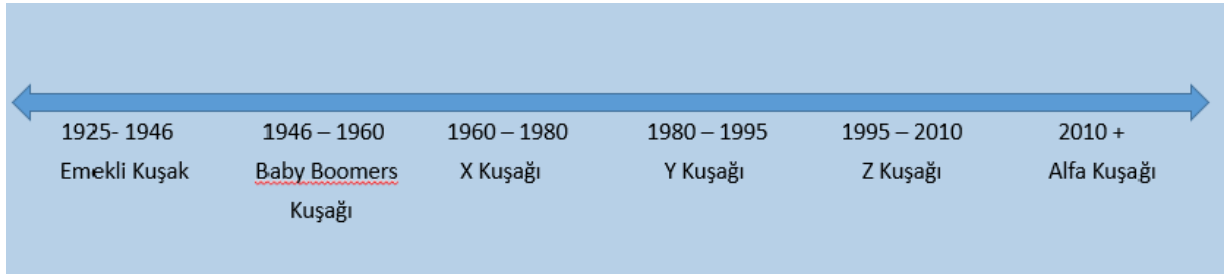 1925- 1946
Emekli Kuşak
1946 – 1960
Baby Boomers
Kuşağı
1960 – 1980
X Kuşağı
1980 – 1995
Y Kuşağı
1995 – 2010
Z Kuşağı
2010 +
Alfa Kuşağı